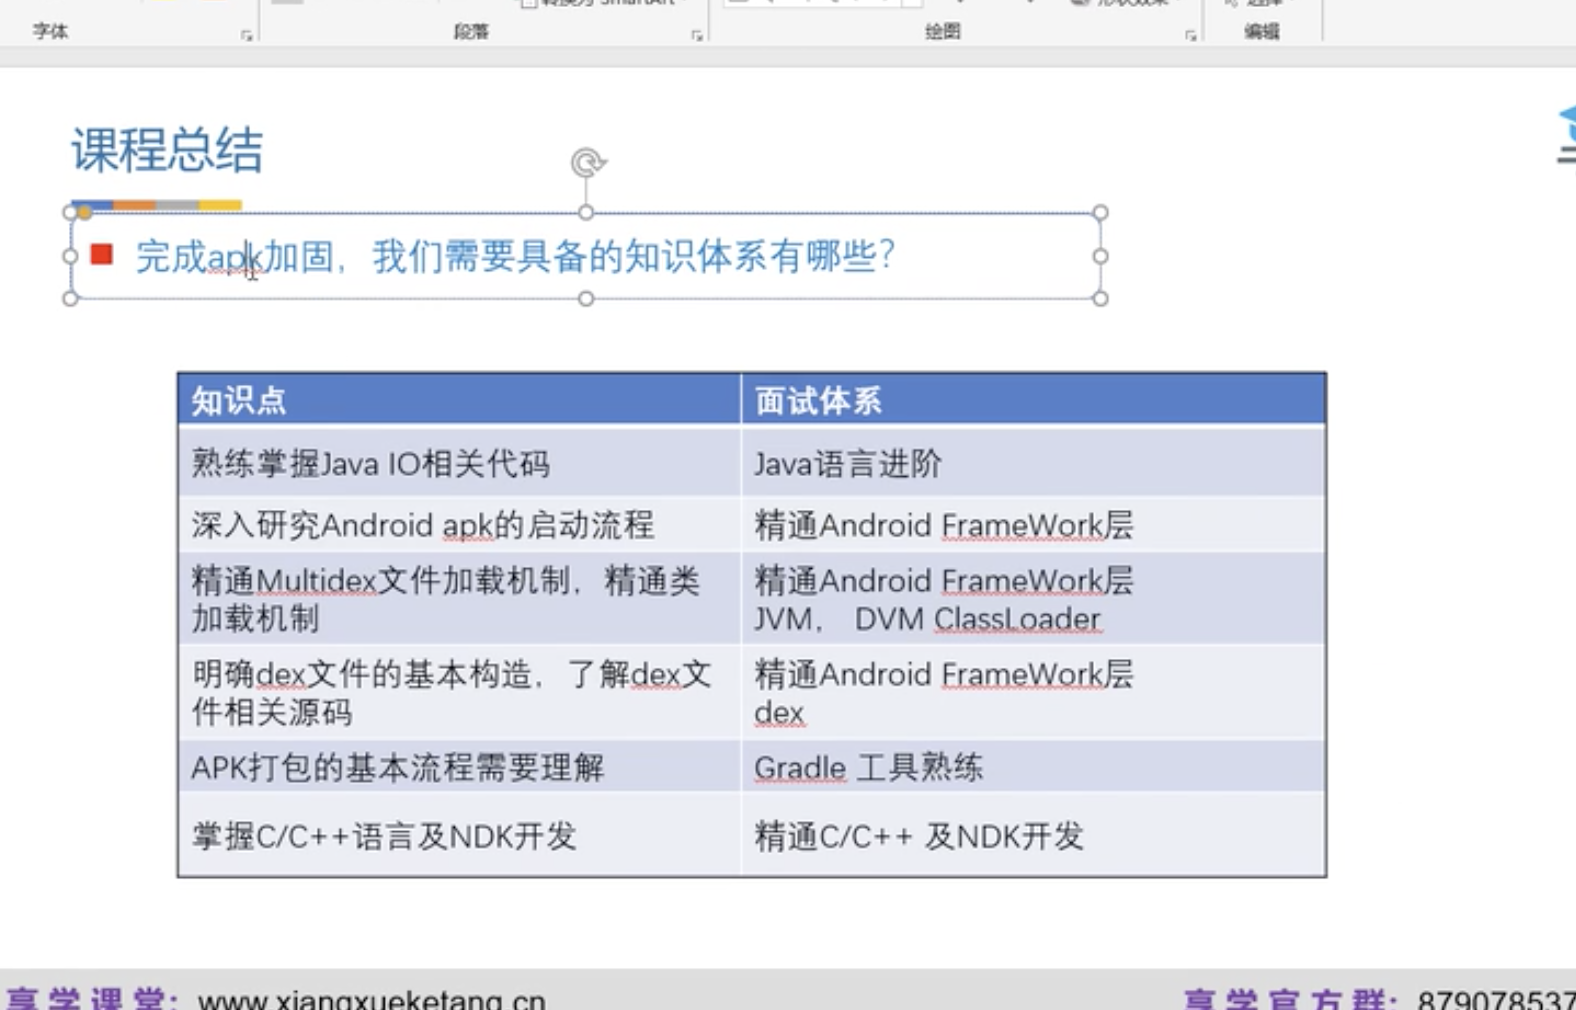 字体
段落
绘图
编辑
课程总结
完成apk加固，我们需要具备的知识体系有哪些？
知识点
面试体系
熟练掌握Java IO相关代码
Java语言进阶
深入研究Android apk的启动流程
精通Android FrameWork层
精通Multidex文件加载机制，精通类
加载机制
精通Android FrameWork层
JVM， DVM ClassLoader
明确dex文件的基本构造，了解dex文
件相关源码
精通Android FrameWork层
dex
APK打包的基本流程需要理解
Gradle 工具熟练
掌握C/C++语言及NDK开发
精通C/C++ 及NDK开发
享学课堂：www.xiangxueketang.cn
享学官方群：879078537